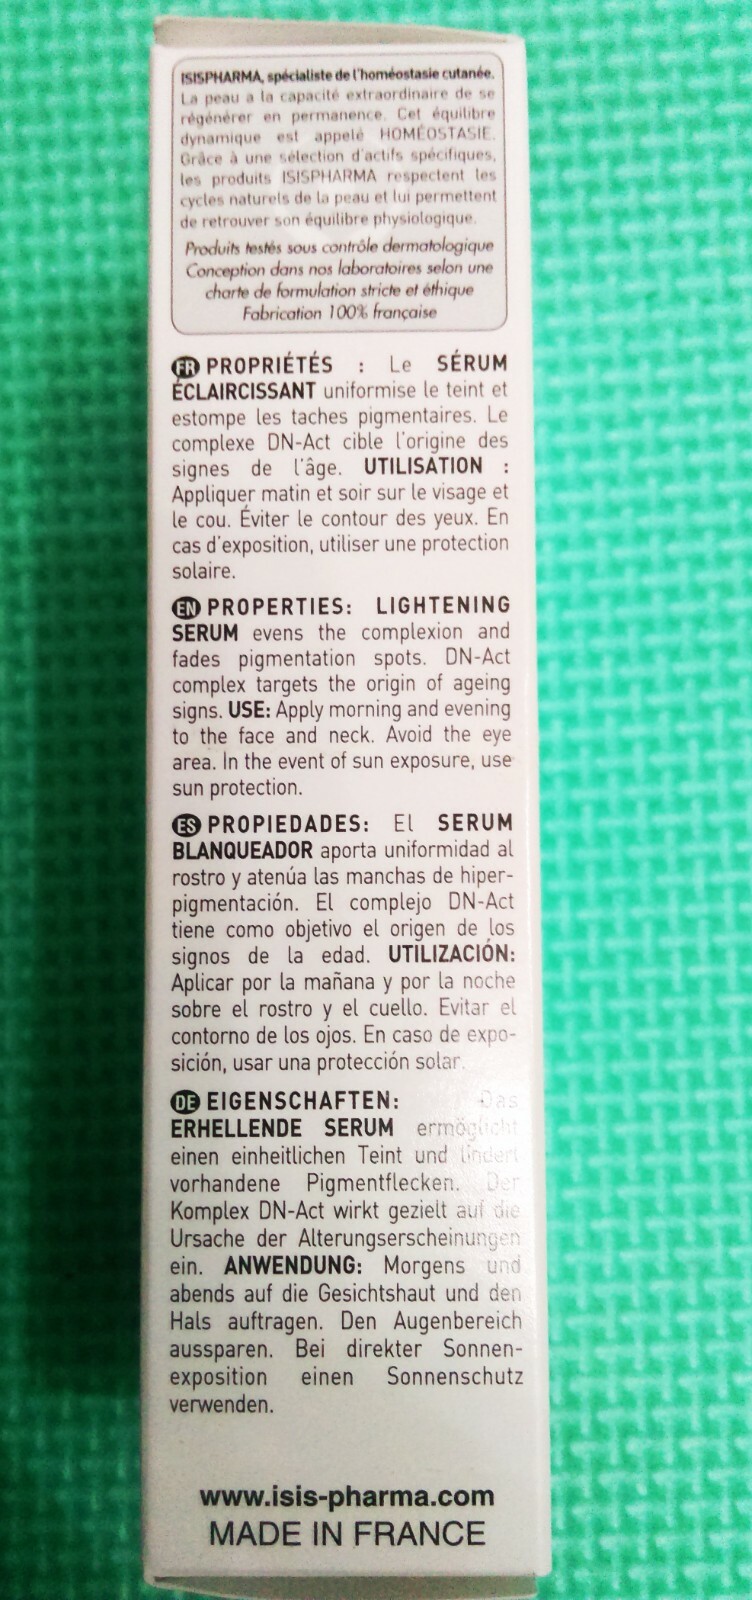 ISISPHARMA, spécialiste de l'homéostasie cutanée.
La peau a la capacité extraordinaire de se
régénérer en permanence. Cet équilibre
dynamique est appelé HOMÉOSTASIE.
Grâce à une sélection d'actifs spécifiques,
les produits ISISPHARMA respectent les
cycles naturels de la peau et lui permettent
de retrouver son équilibre physiologique.
Produits testés sous contrôle dermatologique
Conception dans nos laboratoires selon une
charte de formulation stricte et éthique
Fabrication 100% française
FR PROPRIÉTÉS : Le SÉRUM
ÉCLAIRCISSANT uniformise le teint et
estompe les taches pigmentaires. Le
complexe DN-Act cible l'origine des
signes de l'âge. UTILISATION :
Appliquer matin et soir sur le visage et
le cou. Éviter le contour des yeux. En
cas d'exposition, utiliser une protection
solaire.
EN PROPERTIES: LIGHTENING
SERUM evens the complexion and
fades pigmentation spots. DN-Act
complex targets the origin of ageing
signs. USE: Apply morning and evening
to the face and neck. Avoid the eye
area. In the event of sun exposure, use
sun protection.
ES PROPIEDADES: El SERUM
BLANQUEADOR aporta uniformidad al
rostro y atenúa las manchas de hiper-
pigmentación. El complejo DN-Act
tiene como objetivo el origen de los
signos de la edad. UTILIZACIÓN:
Aplicar por la mañana y por la noche
sobre el rostro y el cuello. Evitar el
contorno de los ojos. En caso de expo-
sición, usar una protección solar.
DE EIGENSCHAFTEN: Das
ERHELLENDE SERUM ermöglicht
einen einheitlichen Teint und lindert
vorhandene Pigmentflecken. Der
Komplex DN-Act wirkt gezielt auf die
Ursache der Alterungserscheinungen
ein. ANWENDUNG: Morgens und
abends auf die Gesichtshaut und den
Hals auftragen. Den Augenbereich
aussparen. Bei direkter Sonnen-
exposition einen Sonnenschutz
verwenden.
www.isis-pharma.com
MADE IN FRANCE